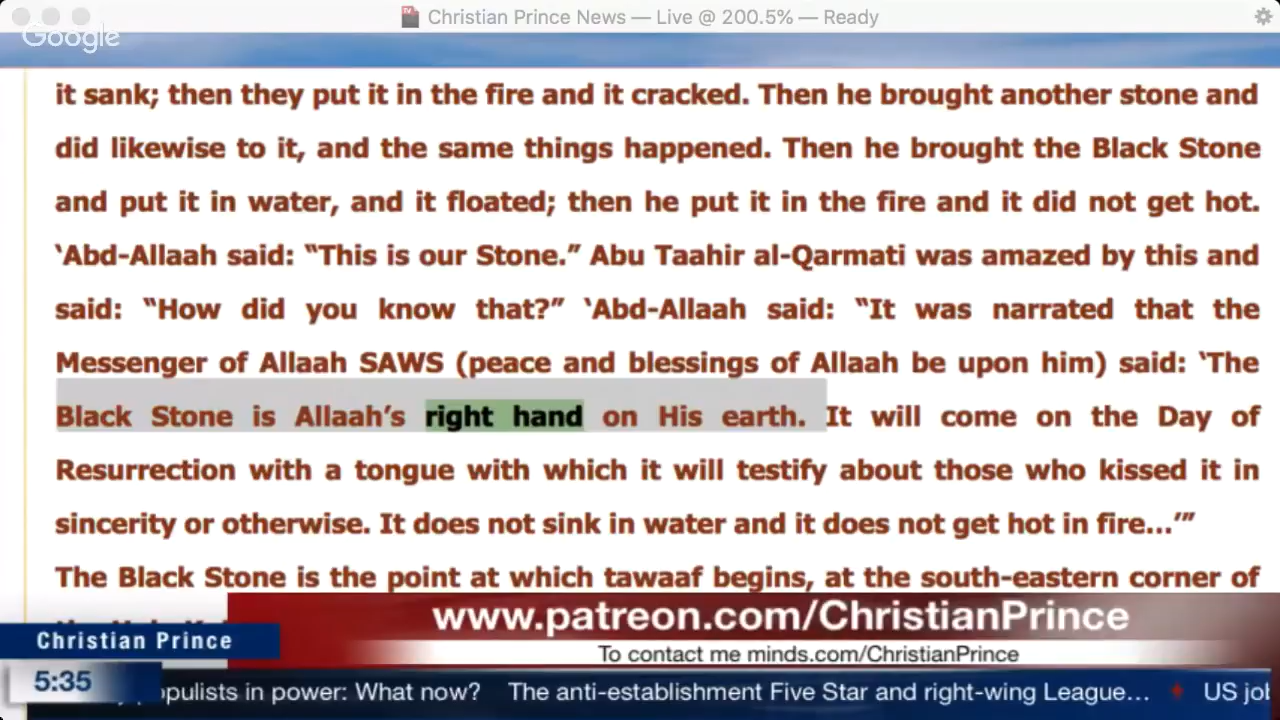 Christian Prince News — Live @ 200.5% — Ready
Google
it sank; then they put it in the fire and it cracked. Then he brought another stone and
did likewise to it, and the same things happened. Then he brought the Black Stone
and put it in water, and it floated; then he put it in the fire and it did not get hot.
‘Abd-Allaah said: “This is our Stone.” Abu Taahir al-Qarmati was amazed by this and
said: “How did you know that?” ‘Abd-Allaah said: “It was narrated that the
Messenger of Allaah SAWS (peace and blessings of Allaah be upon him) said: ‘The
Black Stone is Allaah’s right hand on His earth. It will come on the Day of
Resurrection with a tongue with which it will testify about those who kissed it in
sincerity or otherwise. It does not sink in water and it does not get hot in fire…’”
The Black Stone is the point at which tawaaf begins, at the south-eastern corner of
www.patreon.com/ChristianPrince
Christian Prince
To contact me minds.com/ChristianPrince
5:35
populists in power: What now? The anti-establishment Five Star and right-wing League... US job